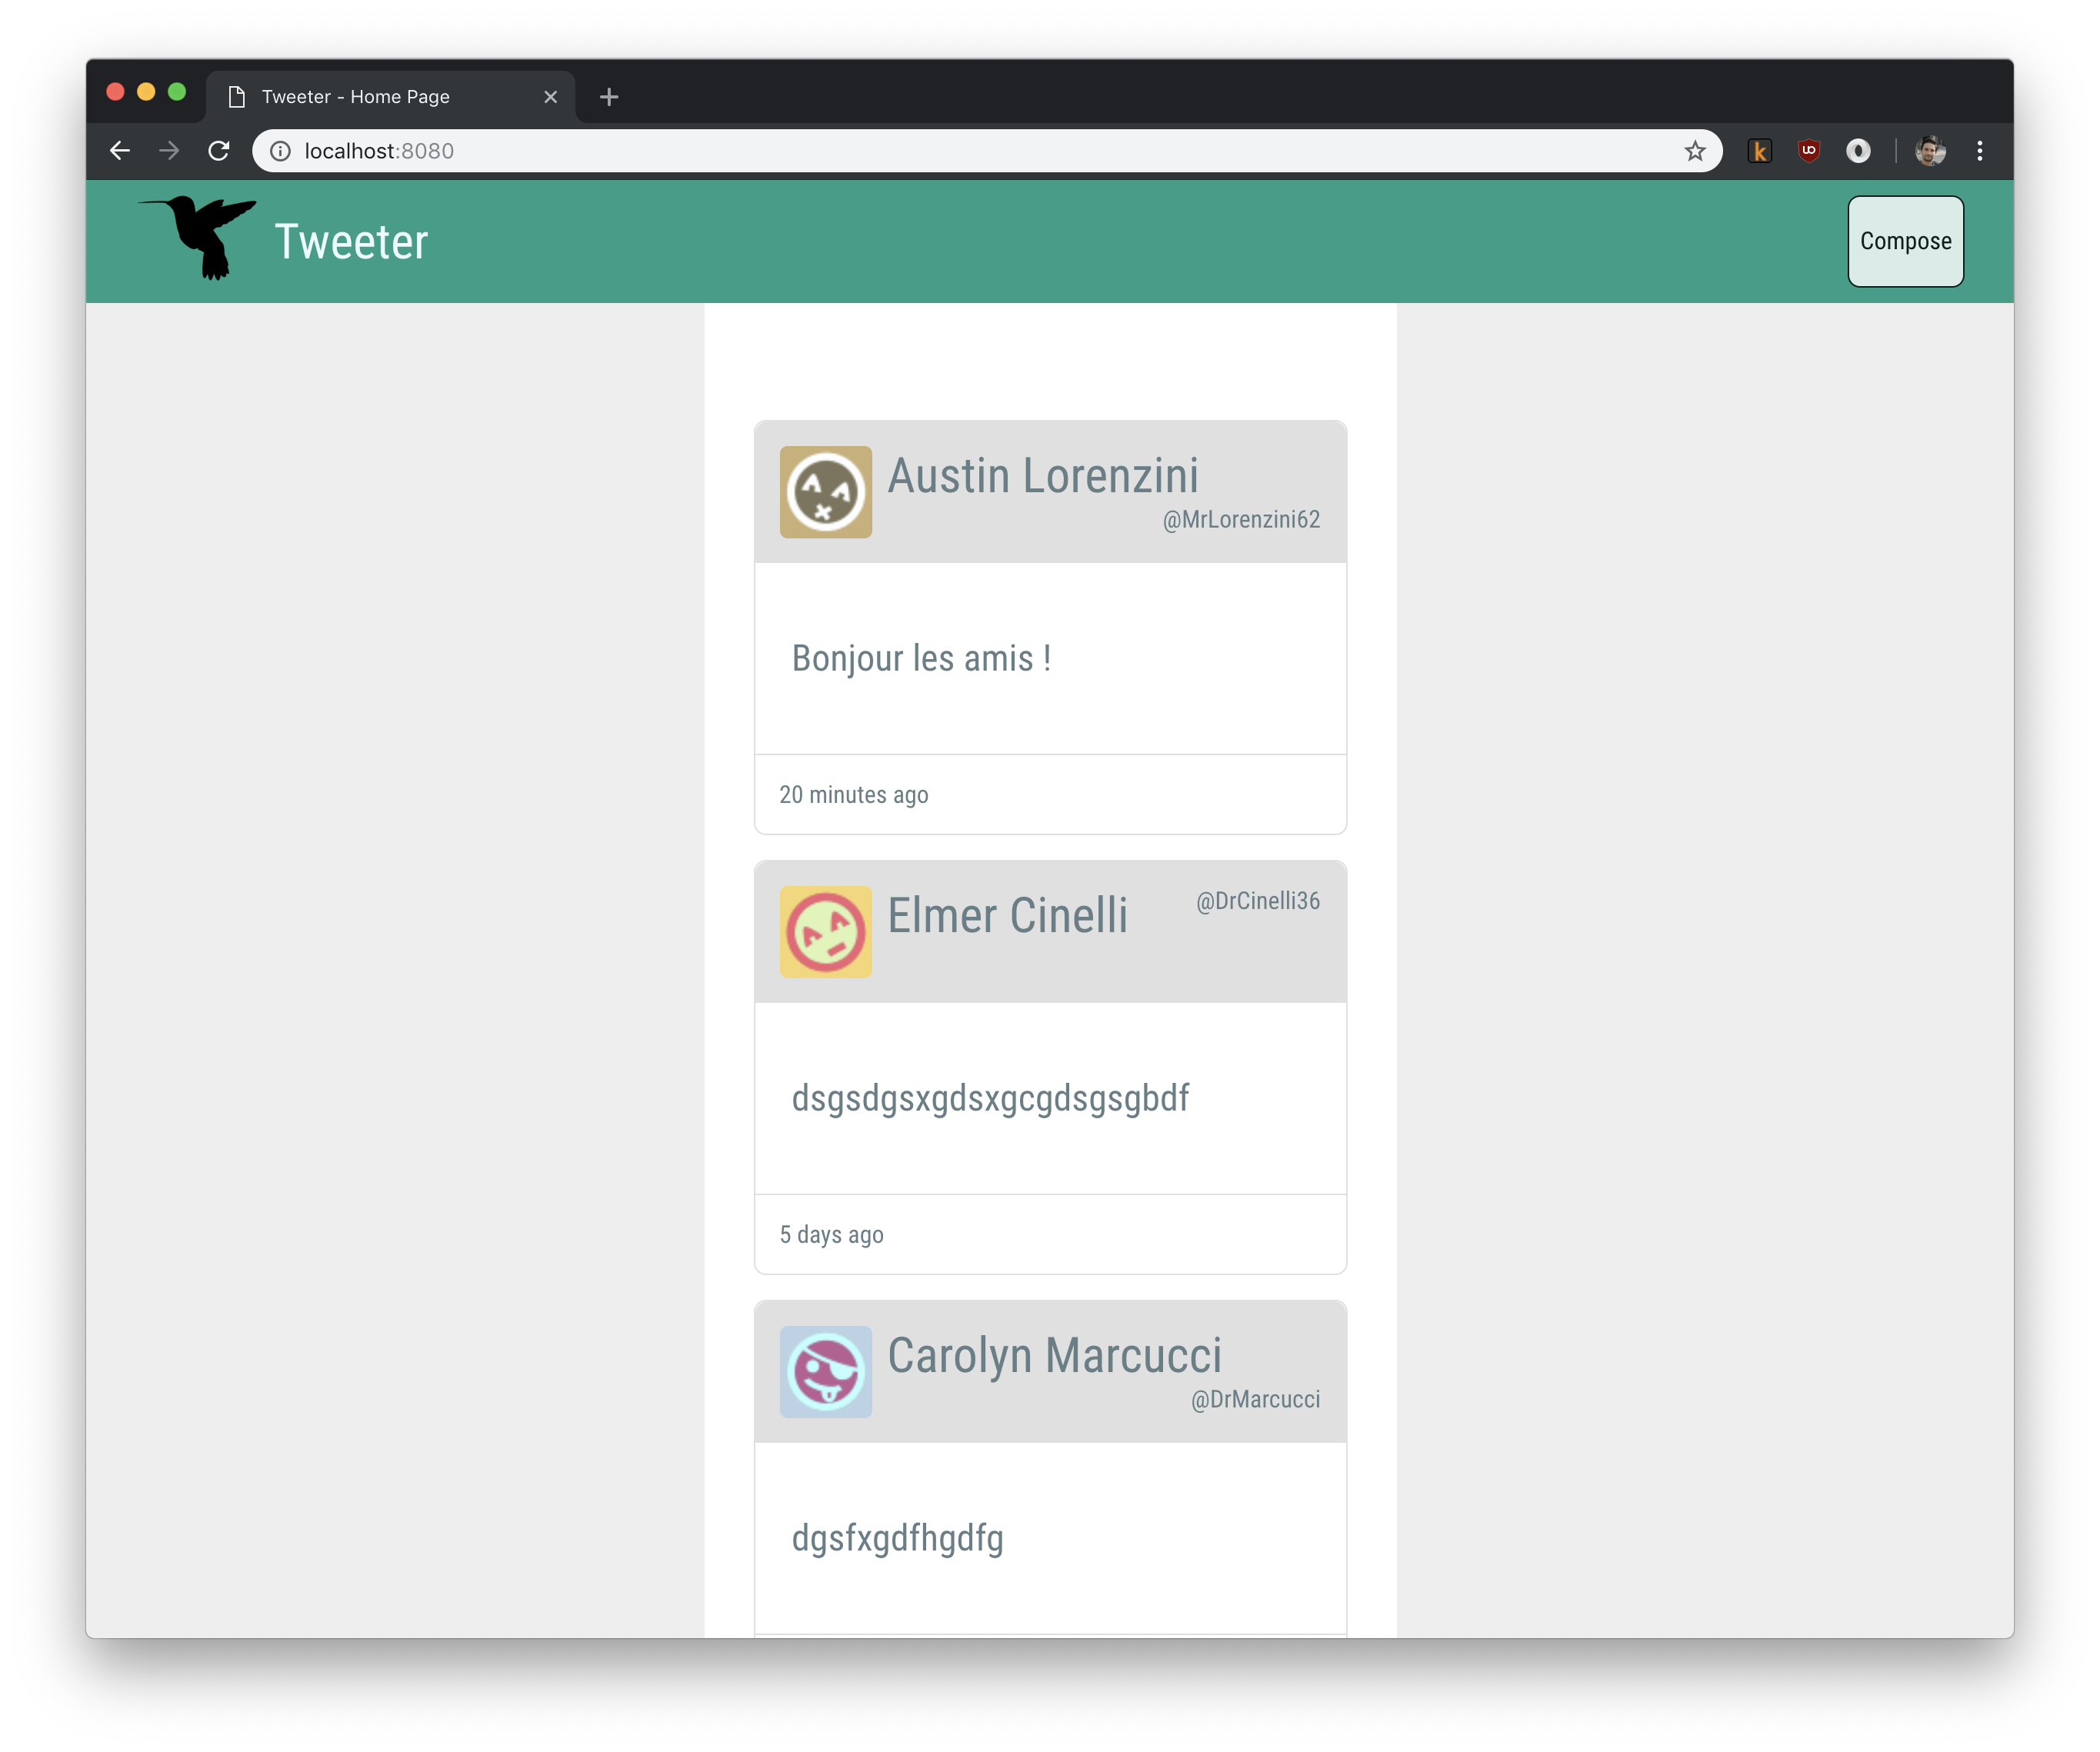 Tweeter - Home Page
localhost:8080
Tweeter
Compose
Austin Lorenzini
@MrLorenzini62
Bonjour les amis !
20 minutes ago
Elmer Cinelli @DrCinelli36
dsgsdgsxgdsxgcgdsgsgbdf
5 days ago
Carolyn Marcucci
@DrMarcucci
dgsfxgdfhgdfg